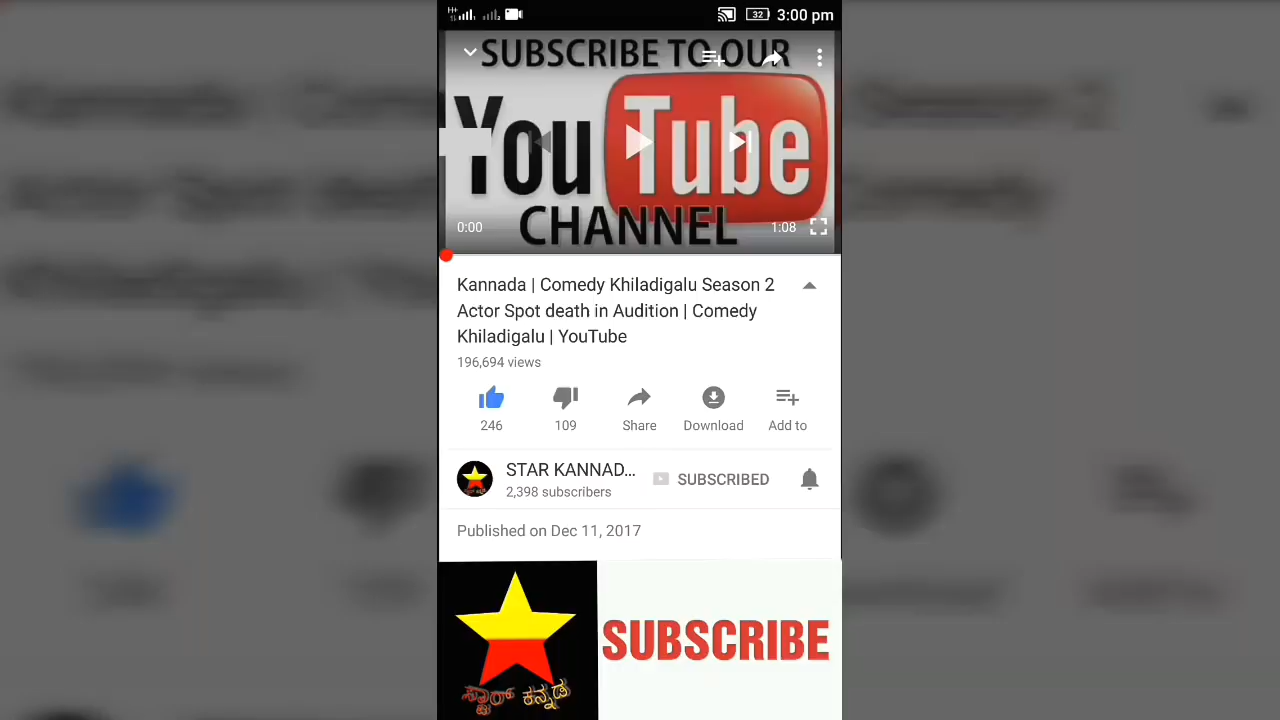 H+
32
3:00 pm
SUBSCRIBE TO OUR
YouTube
CHANNEL
0:00
1:08
Kannada | Comedy Khiladigalu Season 2
Actor Spot death in Audition | Comedy
Khiladigalu | YouTube
196,694 views
246
109
Share
Download
Add to
STAR KANNAD...
SUBSCRIBED
2,398 subscribers
Published on Dec 11, 2017
SUBSCRIBE
ಸ್ಟಾರ್ ಕನ್ನಡ